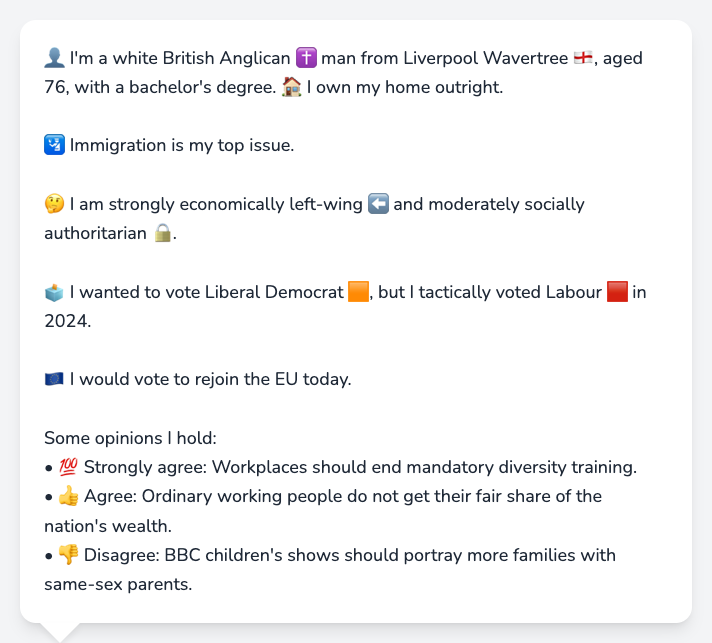 👤 I'm a white British Anglican ✝️ man from Liverpool Wavertree 🏴󠁧󠁢󠁥󠁮󠁧󠁿, aged
76, with a bachelor's degree. 🏠 I own my home outright.
🛂 Immigration is my top issue.
🤔 I am strongly economically left-wing ⬅️ and moderately socially
authoritarian 🔒.
🗳️ I wanted to vote Liberal Democrat 🟧, but I tactically voted Labour 🟥 in
2024.
🇪🇺 I would vote to rejoin the EU today.
Some opinions I hold:
• 💯 Strongly agree: Workplaces should end mandatory diversity training.
• 👍 Agree: Ordinary working people do not get their fair share of the
nation's wealth.
• 👎 Disagree: BBC children's shows should portray more families with
same-sex parents.